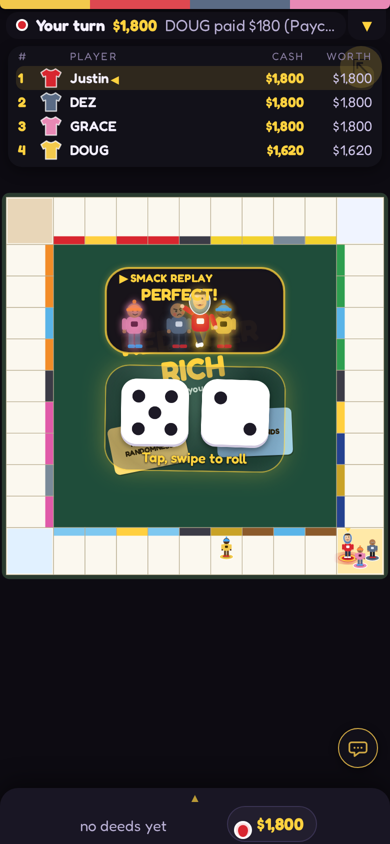 Your turn $1,800 DOUG paid $180 (Payc...
# PLAYER CASH WORTH
1 Justin $1,800 $1,800
2 DEZ $1,800 $1,800
3 GRACE $1,800 $1,800
4 DOUG $1,620 $1,620
SMACK REPLAY
PERFECT!
RICH
Tap, swipe to roll
no deeds yet
$1,800